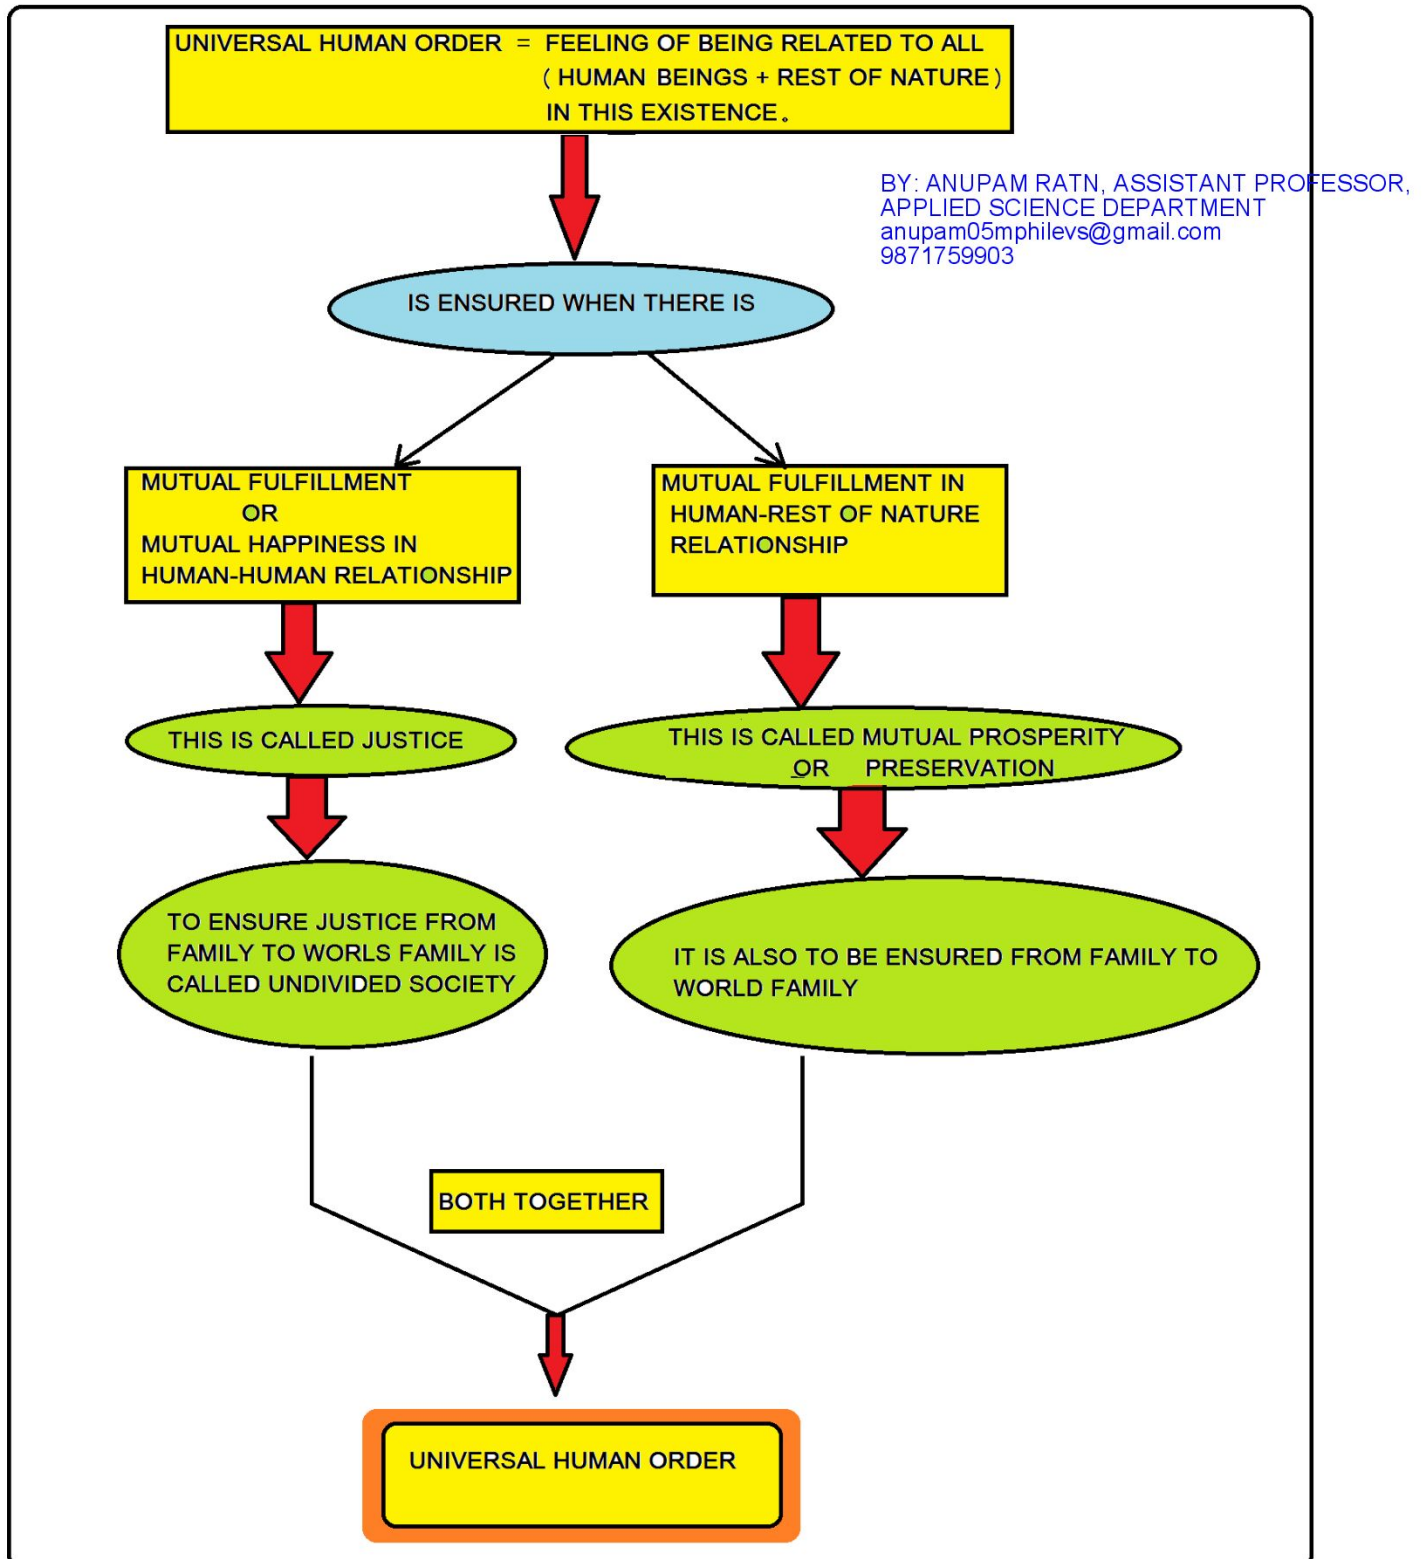 UNIVERSAL HUMAN ORDER = FEELING OF BEING RELATED TO ALL
( HUMAN BEINGS + REST OF NATURE )
IN THIS EXISTENCE 。
BY: ANUPAM RATN, ASSISTANT PROFESSOR,
APPLIED SCIENCE DEPARTMENT
anupam05mphilevs@gmail.com
9871759903
IS ENSURED WHEN THERE IS
MUTUAL FULFILLMENT
OR
MUTUAL HAPPINESS IN
HUMAN-HUMAN RELATIONSHIP
MUTUAL FULFILLMENT IN
HUMAN-REST OF NATURE
RELATIONSHIP
THIS IS CALLED JUSTICE
THIS IS CALLED MUTUAL PROSPERITY
OR PRESERVATION
TO ENSURE JUSTICE FROM
FAMILY TO WORLS FAMILY IS
CALLED UNDIVIDED SOCIETY
IT IS ALSO TO BE ENSURED FROM FAMILY TO
WORLD FAMILY
BOTH TOGETHER
UNIVERSAL HUMAN ORDER